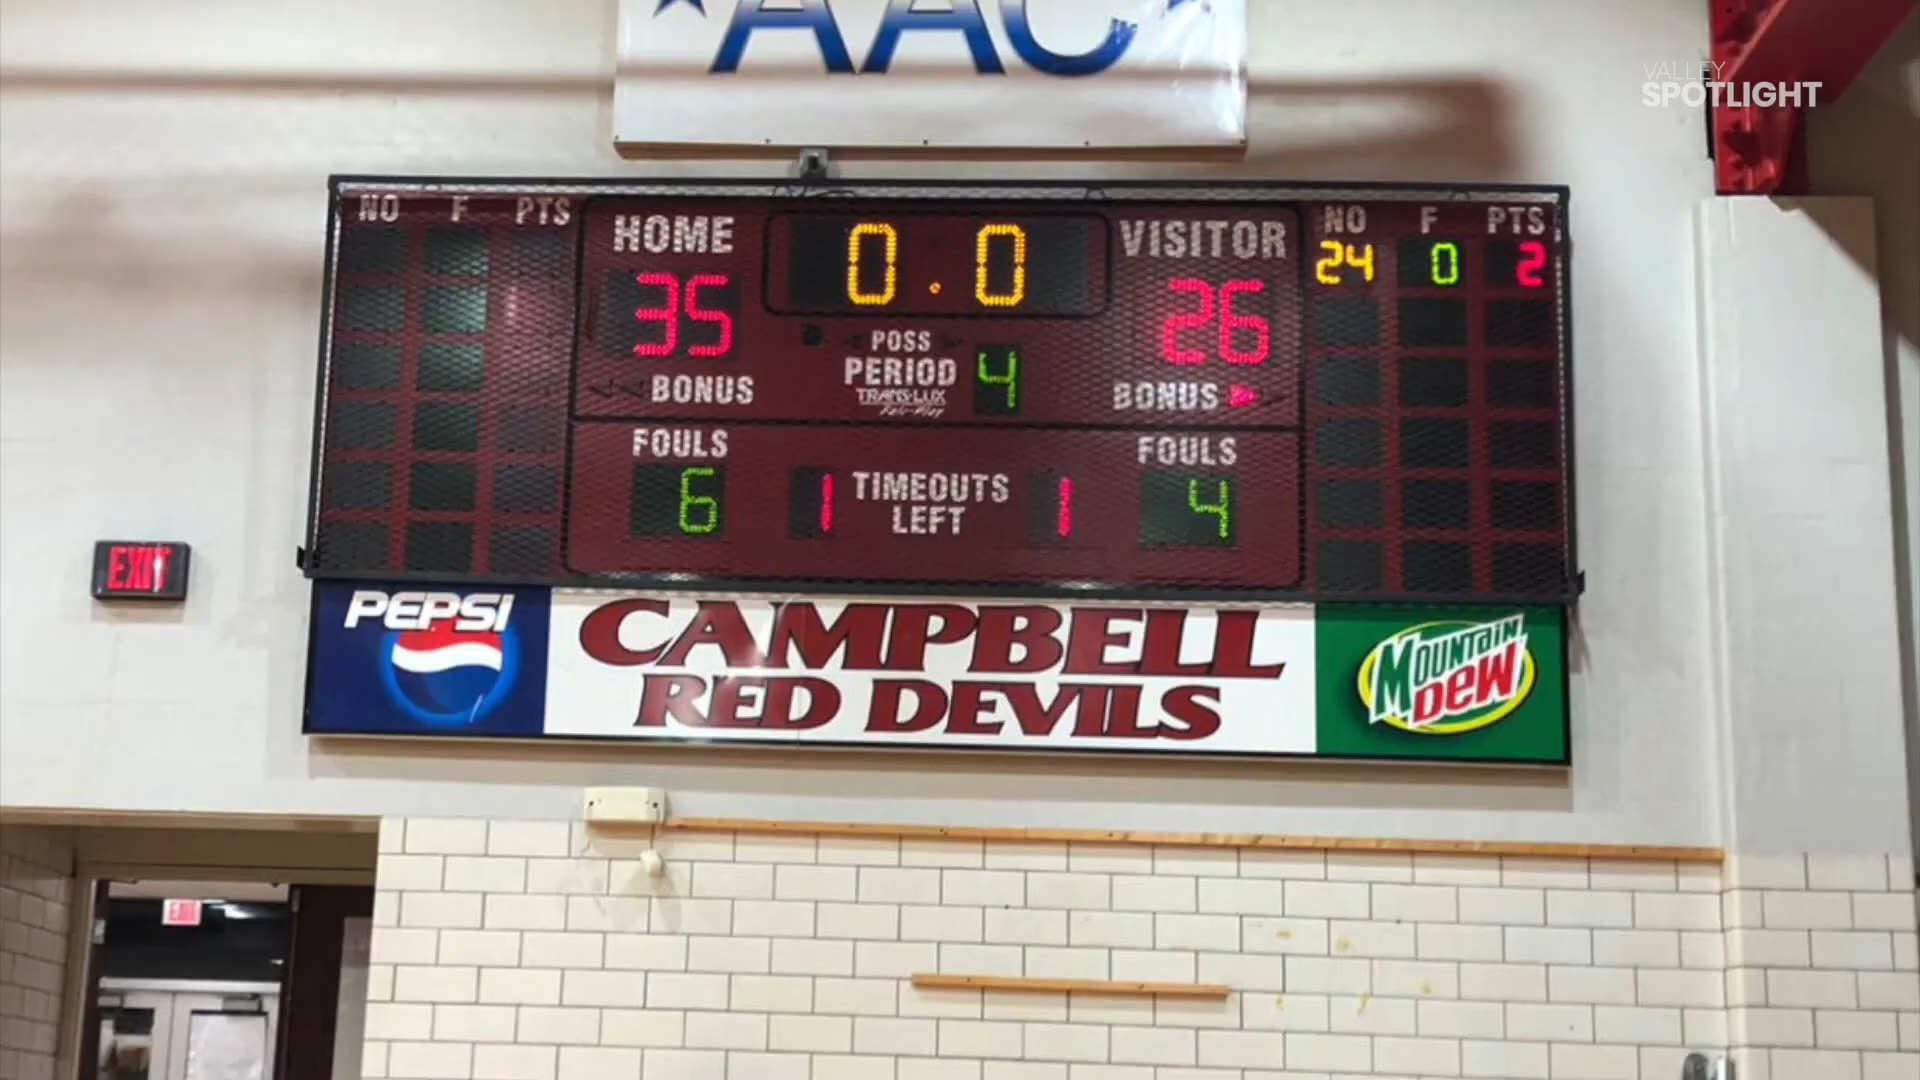 AAC
VALLEY
SPOTLIGHT
NO F PTS
HOME
0.0
VISITOR
NO F PTS
35
26
24 0 2
POSS
PERIOD 4
TRANS-LUX
Fair-Play
BONUS
BONUS
FOULS
FOULS
6
1
TIMEOUTS
LEFT
1
4
EXIT
PEPSI
CAMPBELL
RED DEVILS
MOUNTAIN
DEW
EXIT